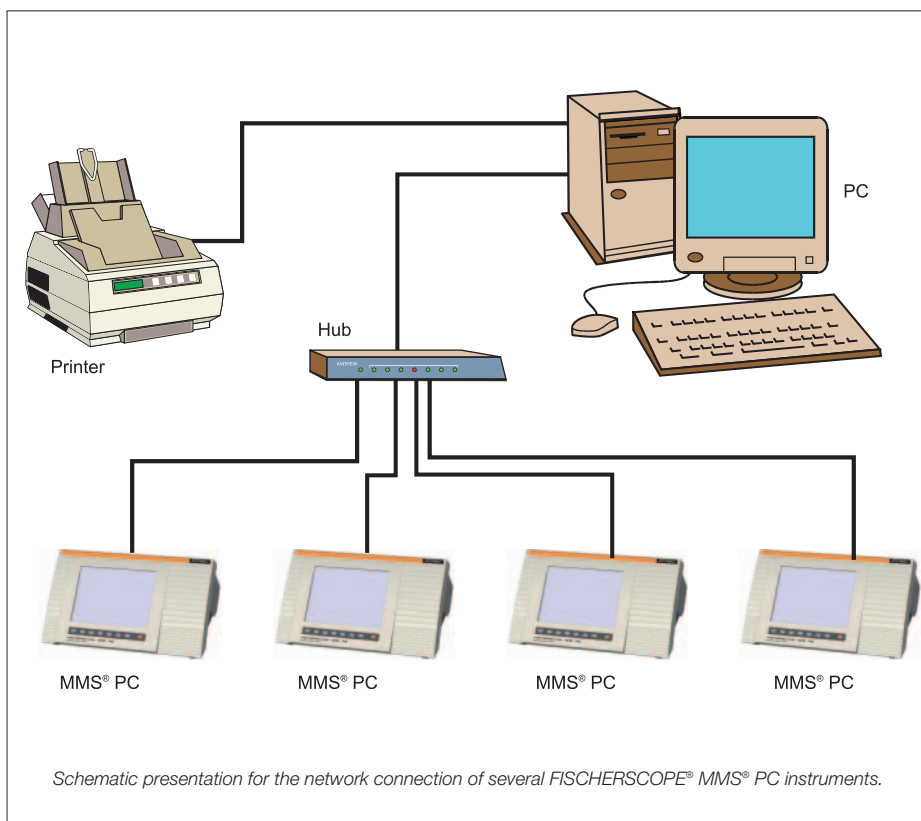 PC
Hub
Printer
ANDREW
MMS® PC
MMS® PC
MMS® PC
MMS® PC
Schematic presentation for the network connection of several FISCHERSCOPE® MMS® PC instruments.